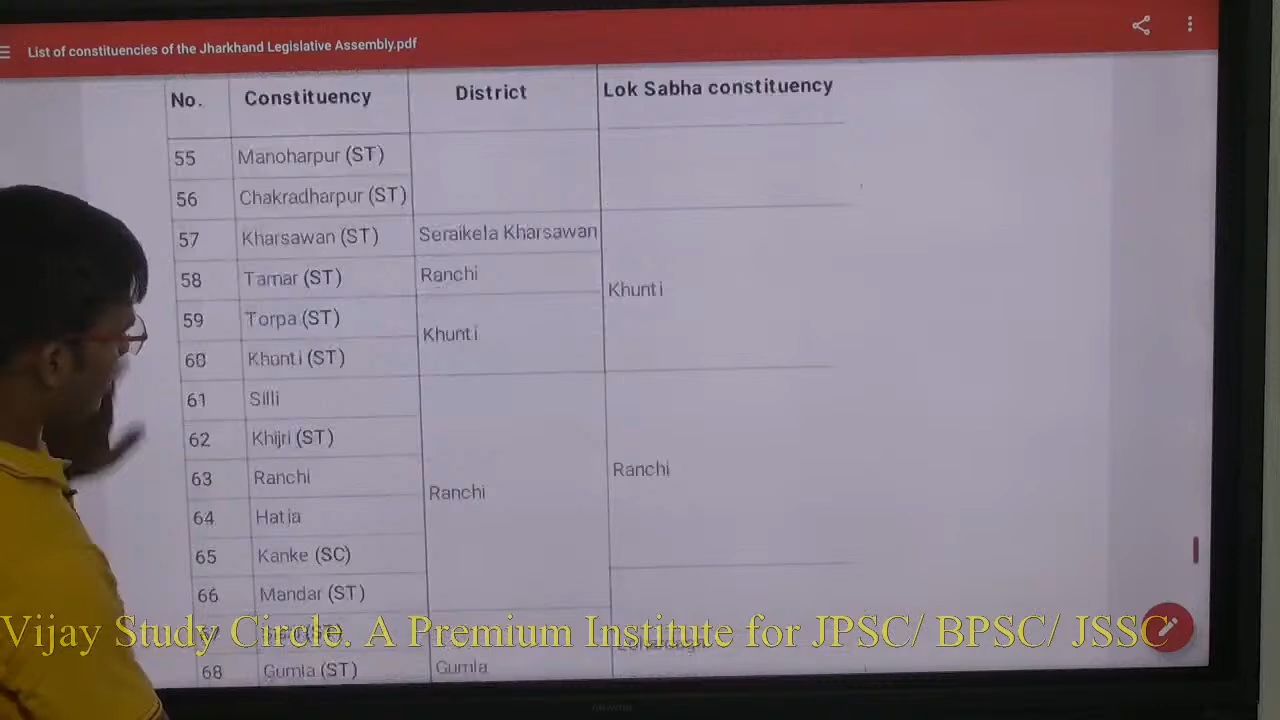 List of constituencies of the Jharkhand Legislative Assembly.pdf
No. Constituency District Lok Sabha constituency
55 Manoharpur (ST)
56 Chakradharpur (ST)
57 Kharsawan (ST) Seraikela Kharsawan
58 Tamar (ST) Ranchi
Khunti
59 Torpa (ST)
Khunti
60 Khunti (ST)
61 Silli
62 Khijri (ST)
63 Ranchi
Ranchi
Ranchi
64 Hatia
65 Kanke (SC)
66 Mandar (ST)
Vijay Study Circle. A Premium Institute for JPSC/ BPSC/ JSSC
68 Gumla (ST) Gumla